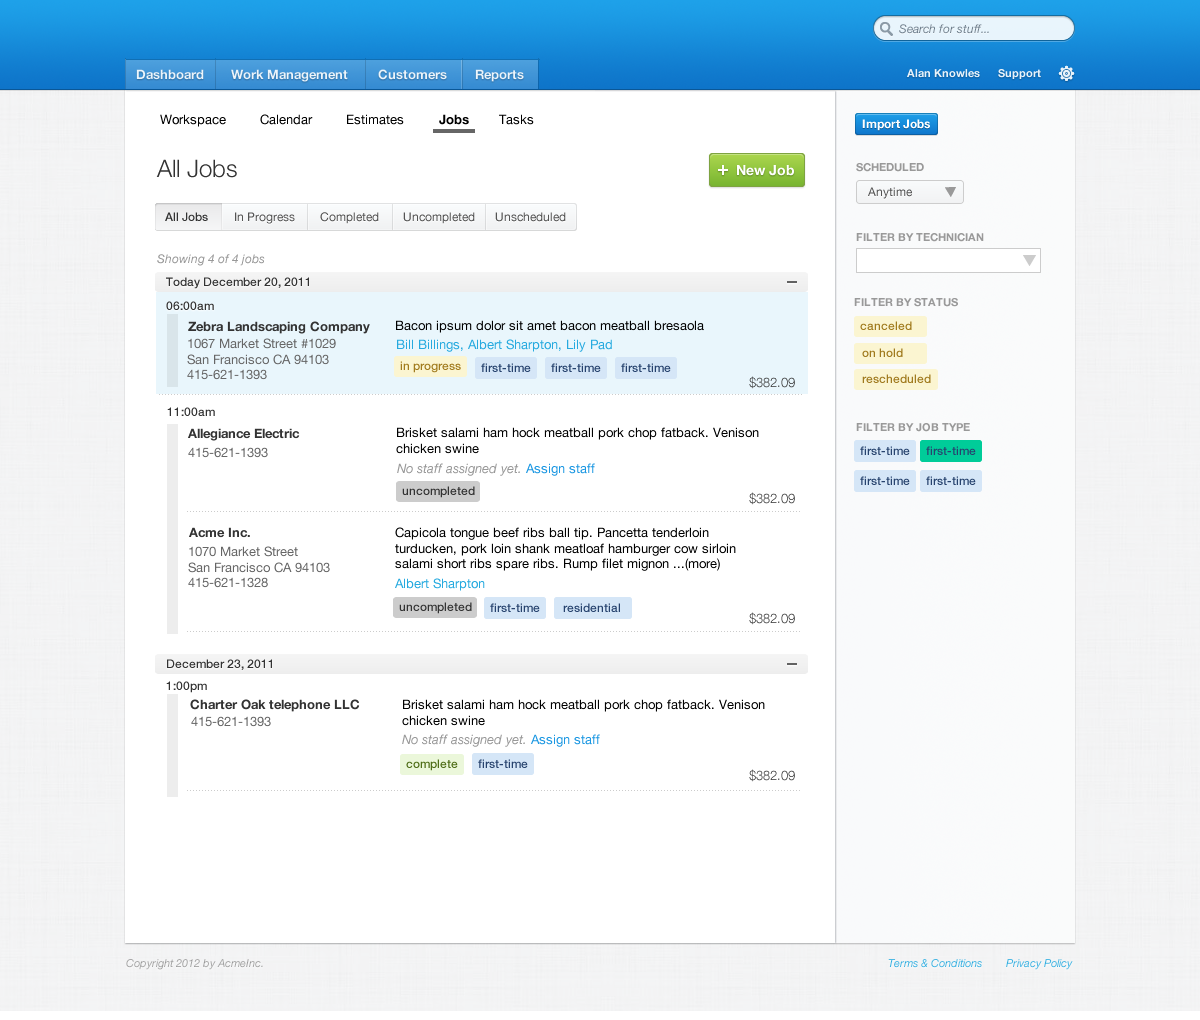 Search for stuff...
Dashboard Work Management Customers Reports
Alan Knowles Support
Workspace Calendar Estimates Jobs Tasks
Import Jobs
All Jobs
+ New Job
SCHEDULED
Anytime
All Jobs In Progress Completed Uncompleted Unscheduled
FILTER BY TECHNICIAN
Showing 4 of 4 jobs
Today December 20, 2011
06:00am
Zebra Landscaping Company
1067 Market Street #1029
San Francisco CA 94103
415-621-1393
Bacon ipsum dolor sit amet bacon meatball bresaola
Bill Billings, Albert Sharpton, Lily Pad
in progress first-time first-time first-time
$382.09
11:00am
Allegiance Electric
415-621-1393
Brisket salami ham hock meatball pork chop fatback. Venison
chicken swine
No staff assigned yet. Assign staff
uncompleted
$382.09
Acme Inc.
1070 Market Street
San Francisco CA 94103
415-621-1328
Capicola tongue beef ribs ball tip. Pancetta tenderloin
turducken, pork loin shank meatloaf hamburger cow sirloin
salami short ribs spare ribs. Rump filet mignon ...(more)
Albert Sharpton
uncompleted first-time residential
$382.09
December 23, 2011
1:00pm
Charter Oak telephone LLC
415-621-1393
Brisket salami ham hock meatball pork chop fatback. Venison
chicken swine
No staff assigned yet. Assign staff
complete first-time
$382.09
FILTER BY STATUS
canceled
on hold
rescheduled
FILTER BY JOB TYPE
first-time first-time
first-time first-time
Copyright 2012 by AcmeInc.
Terms & Conditions Privacy Policy